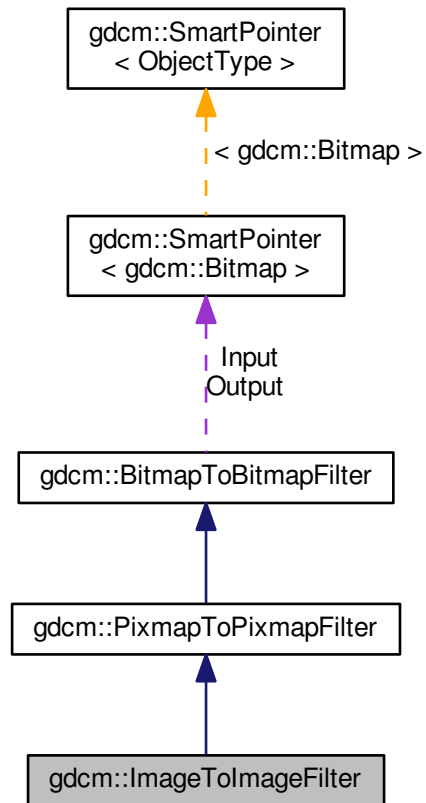 gdcm::SmartPointer
< ObjectType >
< gdcm::Bitmap >
gdcm::SmartPointer
< gdcm::Bitmap >
Input
Output
gdcm::BitmapToBitmapFilter
gdcm::PixmapToPixmapFilter
gdcm::ImageToImageFilter